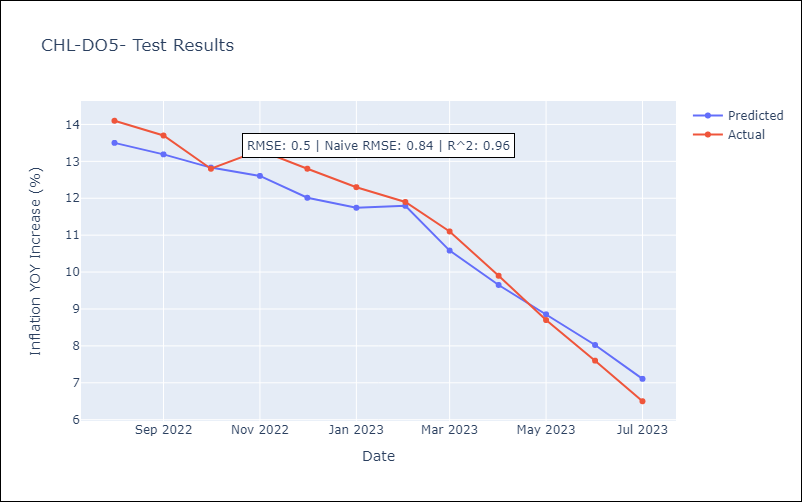 CHL-DO5- Test Results
Predicted
Actual
RMSE: 0.5 | Naive RMSE: 0.84 | R^2: 0.96
Inflation YOY Increase (%)
14
13
12
11
10
9
8
7
6
Sep 2022 Nov 2022 Jan 2023 Mar 2023 May 2023 Jul 2023
Date